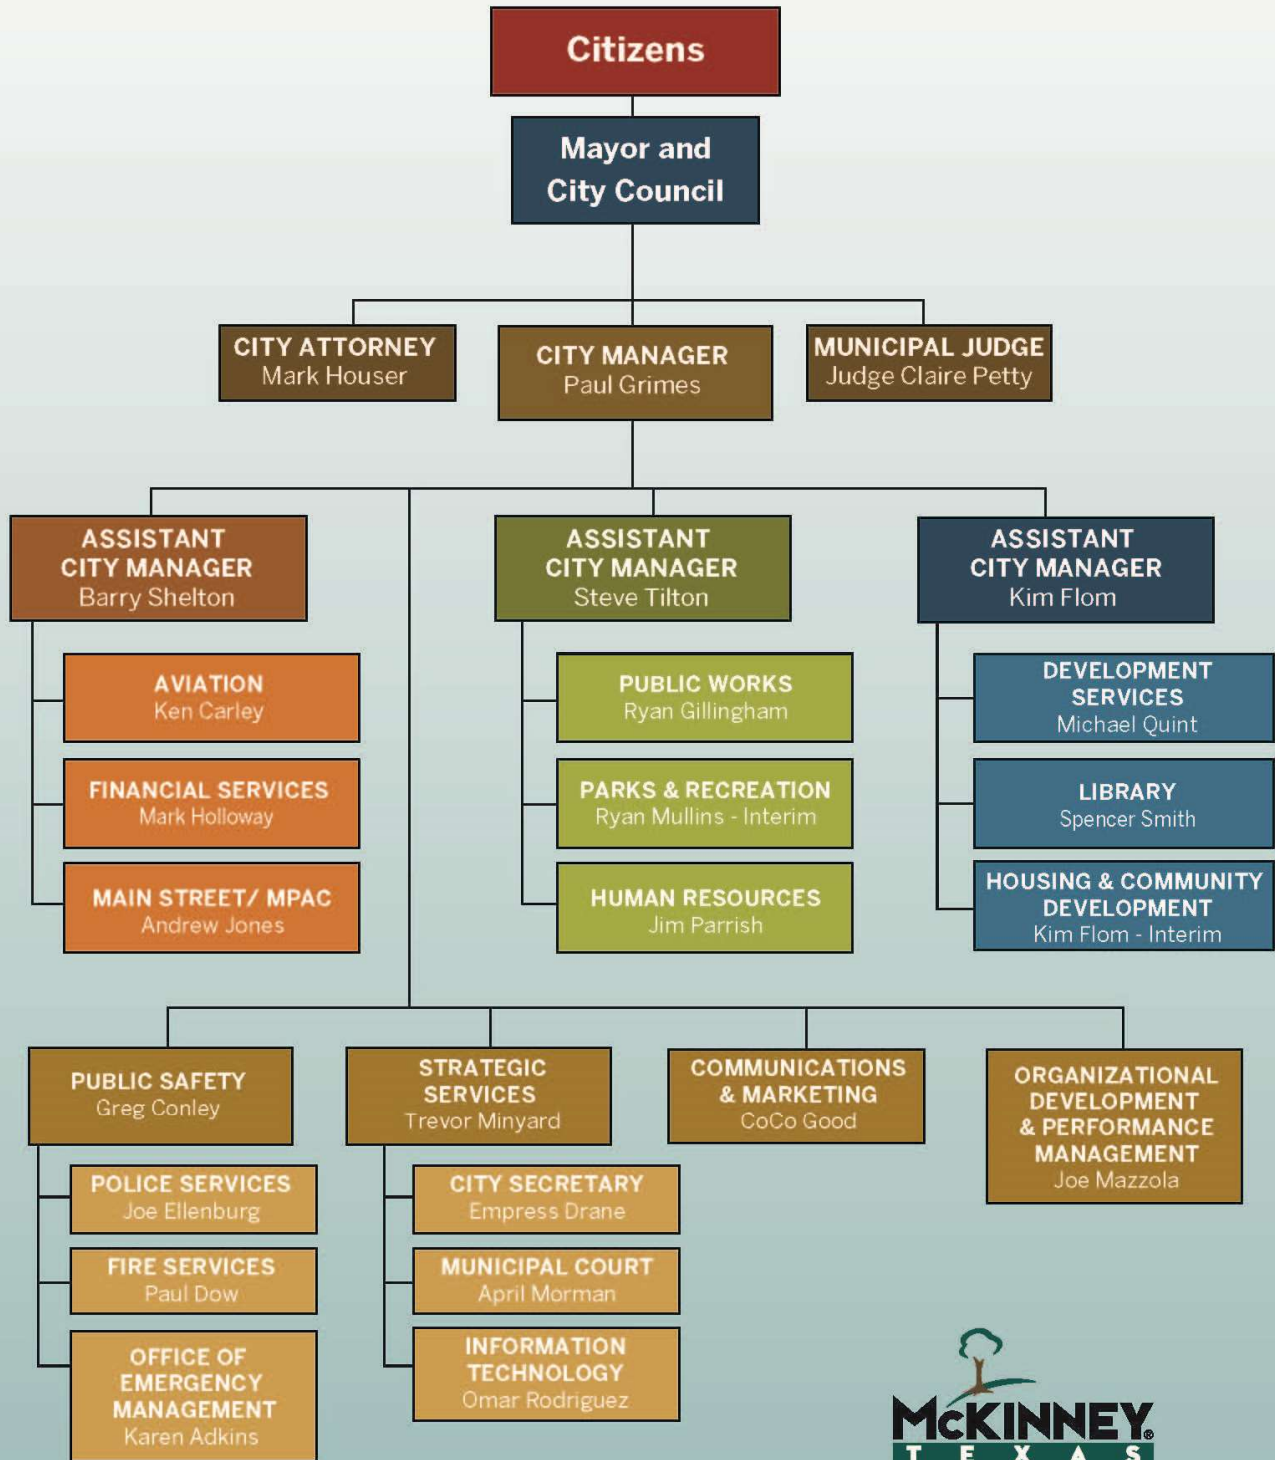 Citizens
Mayor and
City Council
CITY ATTORNEY
Mark Houser
CITY MANAGER
Paul Grimes
MUNICIPAL JUDGE
Judge Claire Petty
ASSISTANT
CITY MANAGER
Barry Shelton
AVIATION
Ken Carley
FINANCIAL SERVICES
Mark Holloway
MAIN STREET/ MPAC
Andrew Jones
ASSISTANT
CITY MANAGER
Steve Tilton
PUBLIC WORKS
Ryan Gillingham
PARKS & RECREATION
Ryan Mullins - Interim
HUMAN RESOURCES
Jim Parrish
ASSISTANT
CITY MANAGER
Kim Flom
DEVELOPMENT
SERVICES
Michael Quint
LIBRARY
Spencer Smith
HOUSING & COMMUNITY
DEVELOPMENT
Kim Flom - Interim
PUBLIC SAFETY
Greg Conley
POLICE SERVICES
Joe Ellenburg
FIRE SERVICES
Paul Dow
OFFICE OF
EMERGENCY
MANAGEMENT
Karen Adkins
STRATEGIC
SERVICES
Trevor Minyard
CITY SECRETARY
Empress Drane
MUNICIPAL COURT
April Morman
INFORMATION
TECHNOLOGY
Omar Rodriguez
COMMUNICATIONS
& MARKETING
CoCo Good
ORGANIZATIONAL
DEVELOPMENT
& PERFORMANCE
MANAGEMENT
Joe Mazzola
McKINNEY®
TEXAS